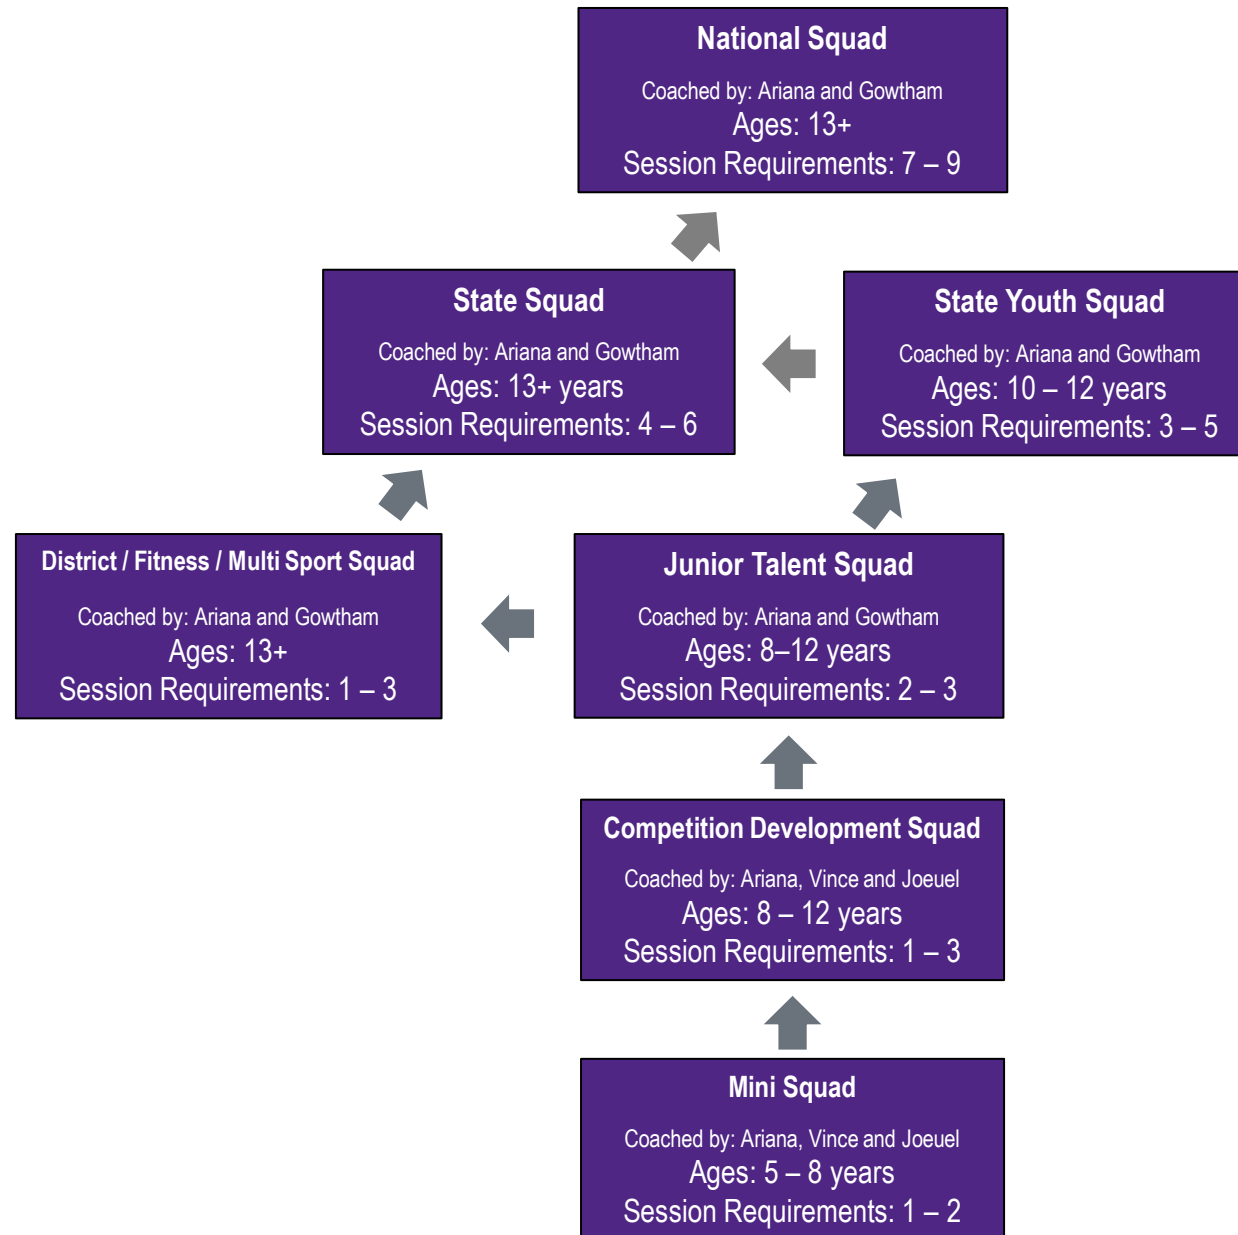 National Squad
Coached by: Ariana and Gowtham
Ages: 13+
Session Requirements: 7 – 9
State Squad
Coached by: Ariana and Gowtham
Ages: 13+ years
Session Requirements: 4 – 6
State Youth Squad
Coached by: Ariana and Gowtham
Ages: 10 – 12 years
Session Requirements: 3 – 5
District / Fitness / Multi Sport Squad
Coached by: Ariana and Gowtham
Ages: 13+
Session Requirements: 1 – 3
Junior Talent Squad
Coached by: Ariana and Gowtham
Ages: 8–12 years
Session Requirements: 2 – 3
Competition Development Squad
Coached by: Ariana, Vince and Joeuel
Ages: 8 – 12 years
Session Requirements: 1 – 3
Mini Squad
Coached by: Ariana, Vince and Joeuel
Ages: 5 – 8 years
Session Requirements: 1 – 2